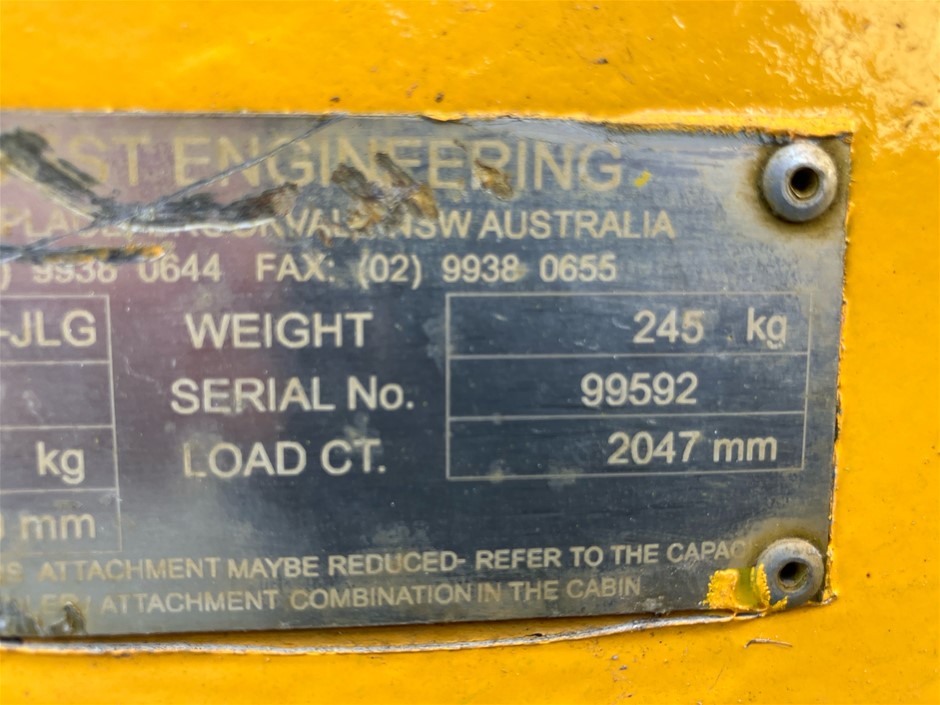 ST ENGINEERING
NSW AUSTRALIA
) 9938 0644 FAX: (02) 9938 0655
-JLG WEIGHT 245 kg
SERIAL No. 99592
kg LOAD CT. 2047 mm
mm
ATTACHMENT MAYBE REDUCED- REFER TO THE CAPAC
ATTACHMENT COMBINATION IN THE CABIN